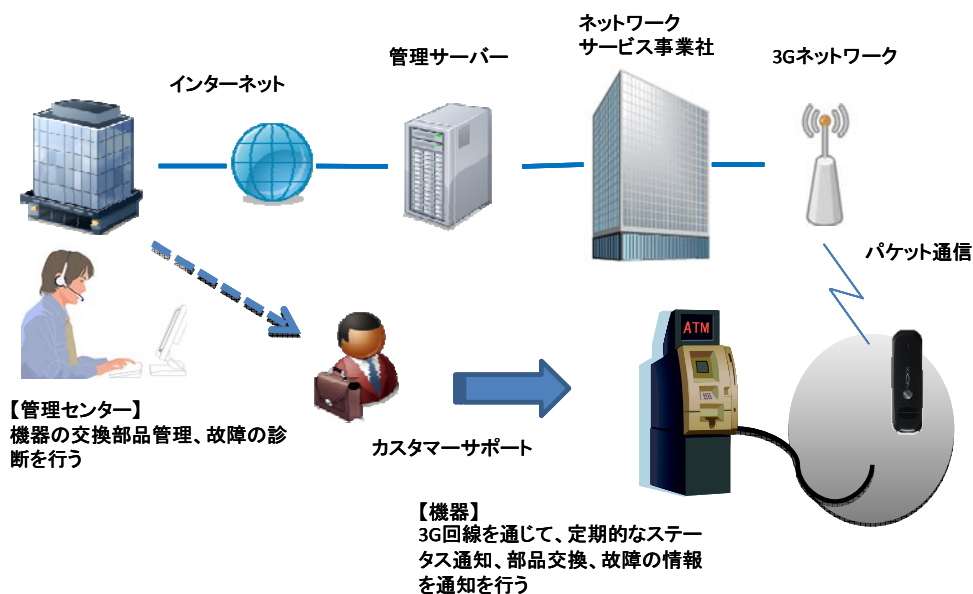 ネットワーク
サービス事業社
管理サーバー
3Gネットワーク
インターネット
パケット通信
ATM
【管理センター】
機器の交換部品管理、故障の診
断を行う
カスタマーサポート
【機器】
3G回線を通じて、定期的なステー
タス通知、部品交換、故障の情報
を通知を行う